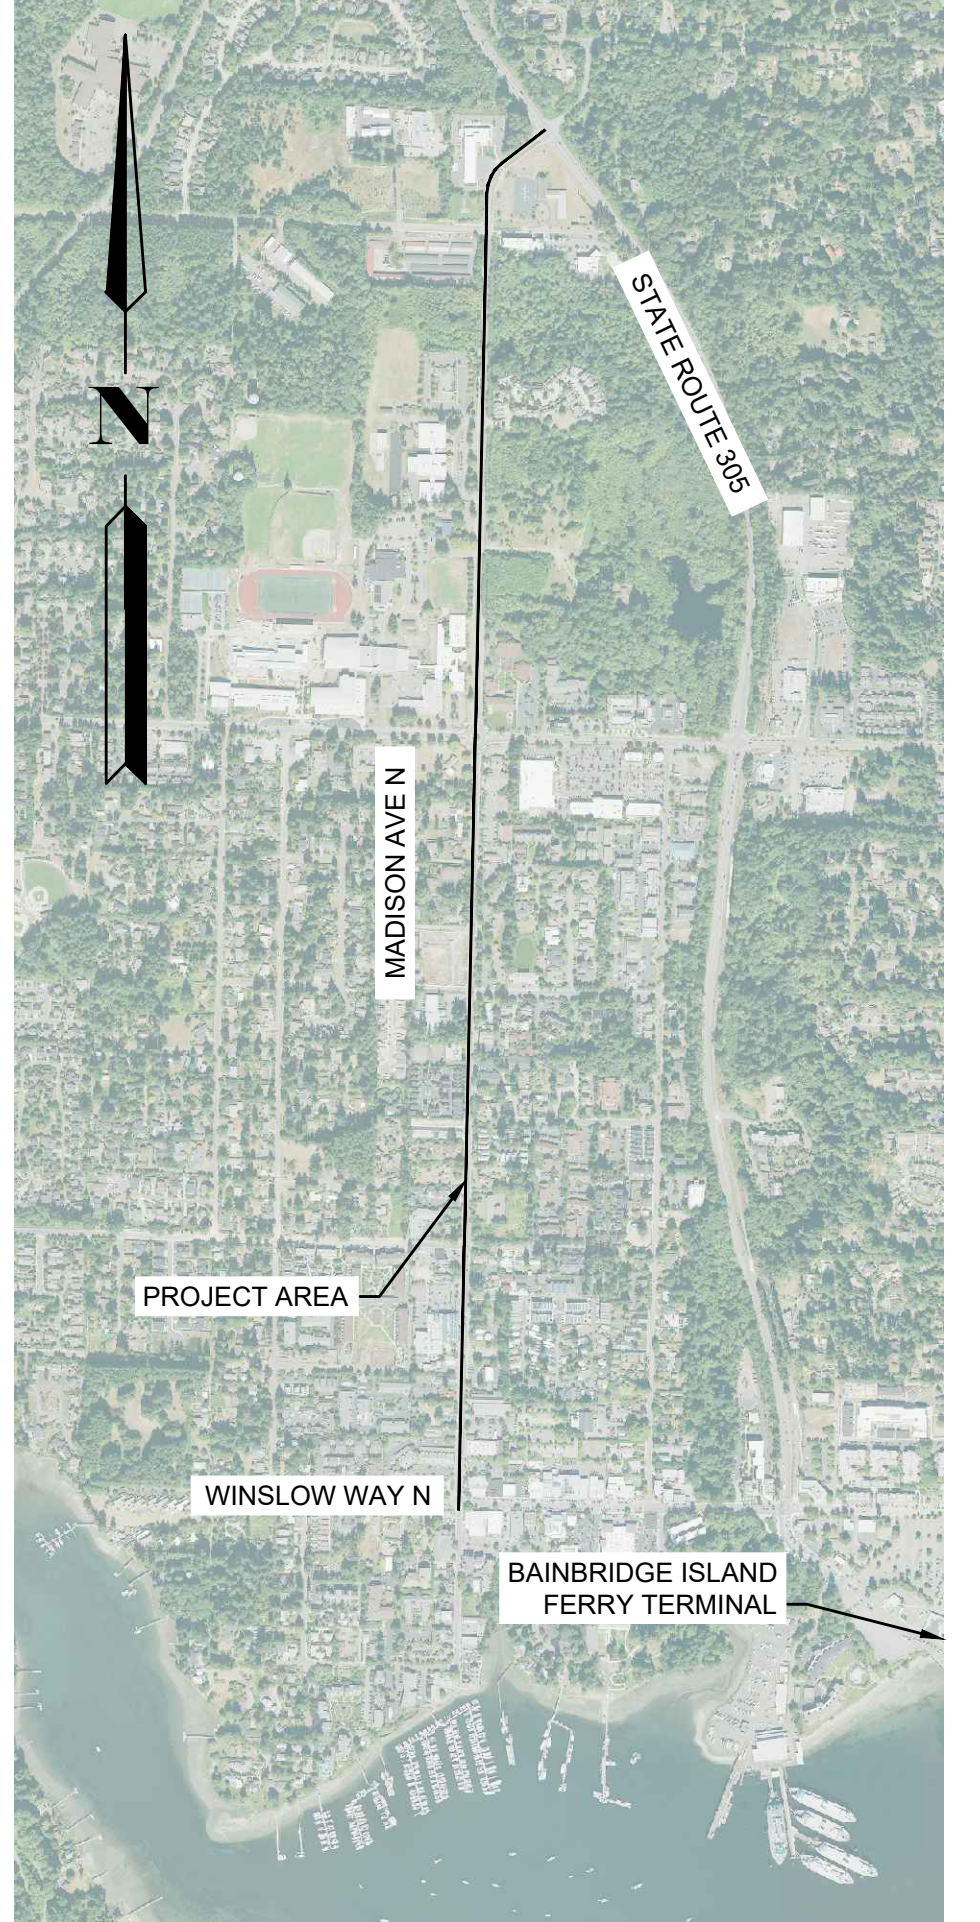 STATE ROUTE 305
N
MADISON AVE N
PROJECT AREA
WINSLOW WAY N
BAINBRIDGE ISLAND
FERRY TERMINAL